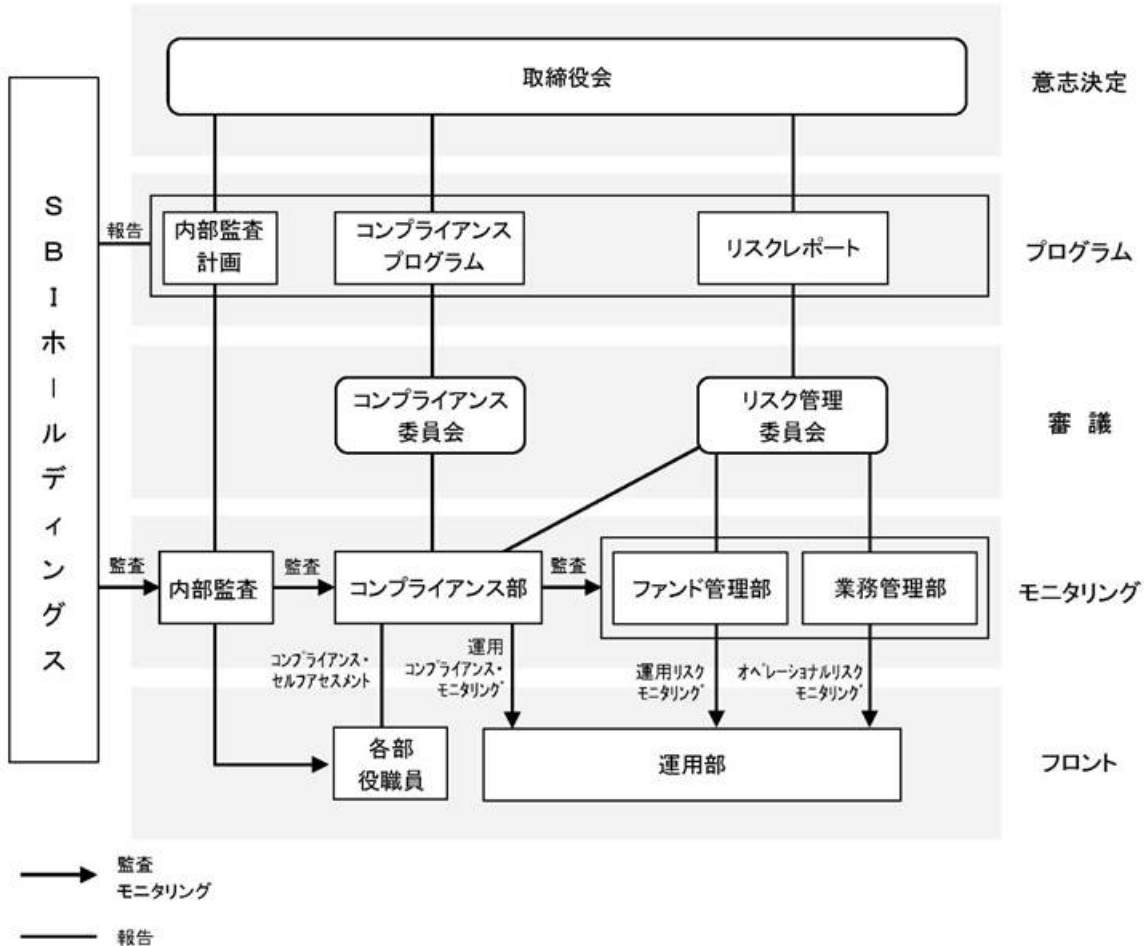 取締役会
意志決定
SBIホールディングス
報告
内部監査
計画
コンプライアンス
プログラム
リスクレポート
プログラム
コンプライアンス
委員会
リスク管理
委員会
審 議
監査
内部監査
監査
コンプライアンス部
監査
ファンド管理部
業務管理部
モニタリング
コンプライアンス・
セルフアセスメント
運用
コンプライアンス・
モニタリング
運用リスク
モニタリング
オペレーショナルリスク
モニタリング
各部
役職員
運用部
フロント
監査
モニタリング
報告